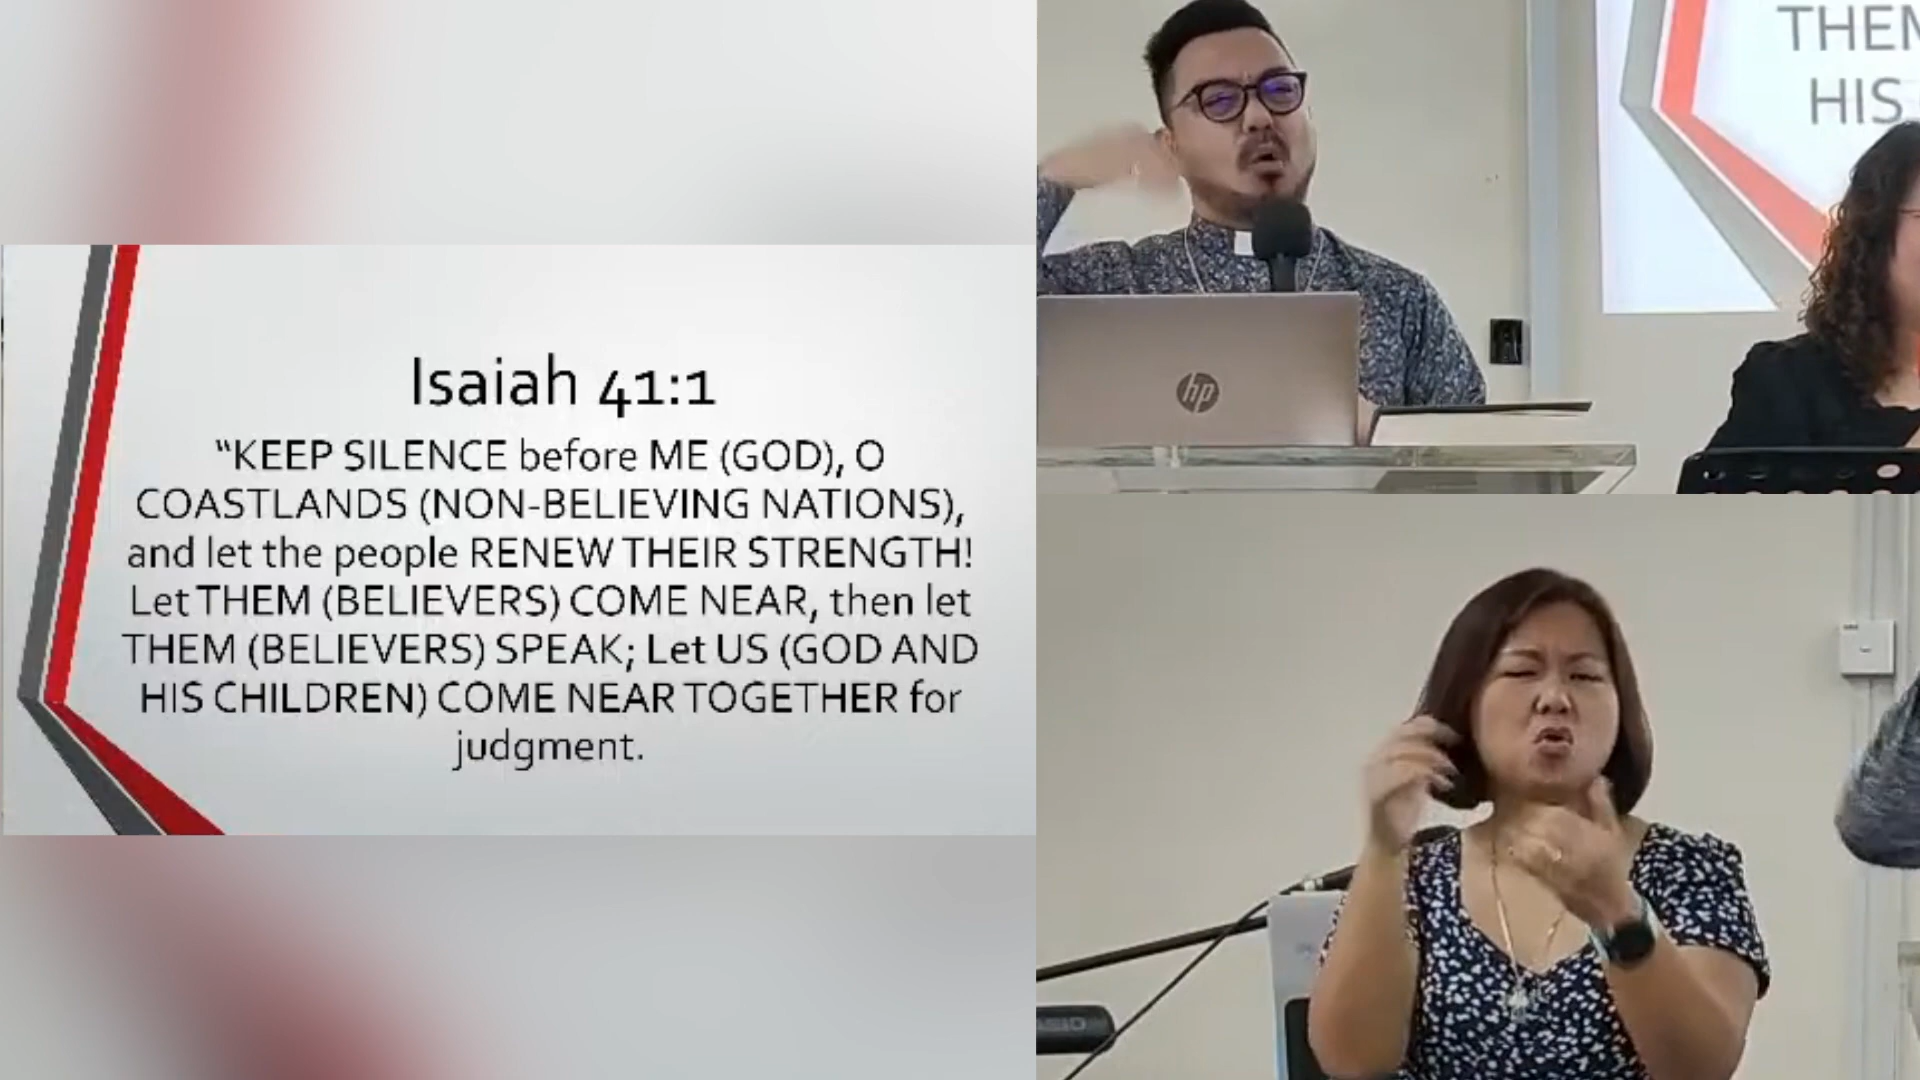 Isaiah 41:1
“KEEP SILENCE before ME (GOD), O
COASTLANDS (NON-BELIEVING NATIONS),
and let the people RENEW THEIR STRENGTH!
Let THEM (BELIEVERS) COME NEAR, then let
THEM (BELIEVERS) SPEAK; Let US (GOD AND
HIS CHILDREN) COME NEAR TOGETHER for
judgment.
THEM
HIS
hp
CASIO